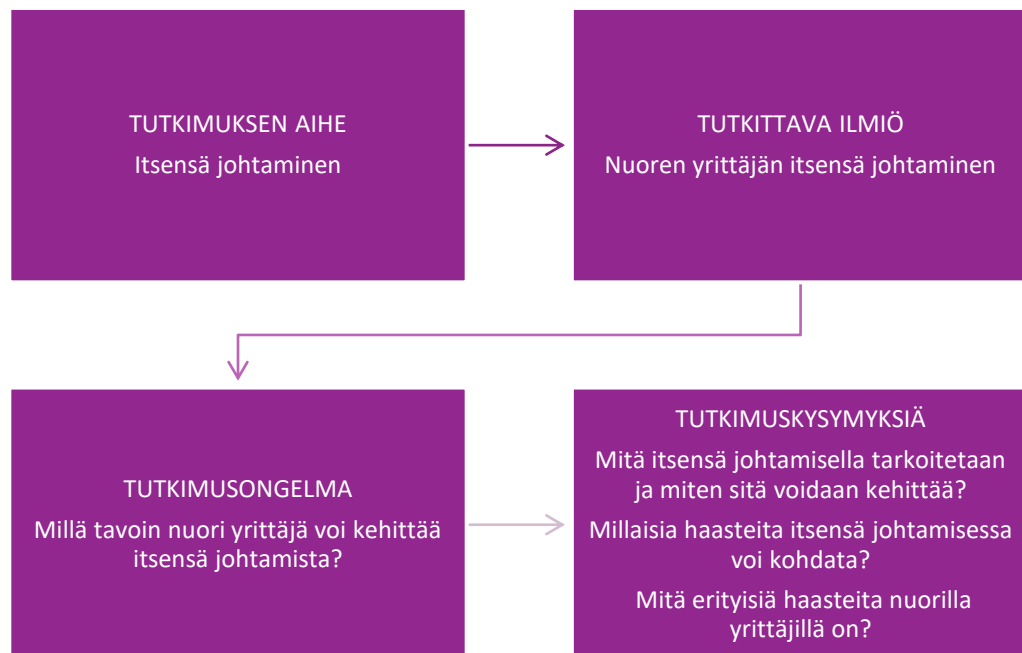 TUTKIMUKSEN AIHE
Itsensä johtaminen
TUTKITTAVA ILMIÖ
Nuoren yrittäjän itsensä johtaminen
TUTKIMUSONGELMA
Millä tavoin nuori yrittäjä voi kehittää
itsensä johtamista?
TUTKIMUSKYSYMYKSIÄ
Mitä itsensä johtamisella tarkoitetaan
ja miten sitä voidaan kehittää?
Millaisia haasteita itsensä johtamisessa
voi kohdata?
Mitä erityisiä haasteita nuorilla
yrittäjillä on?